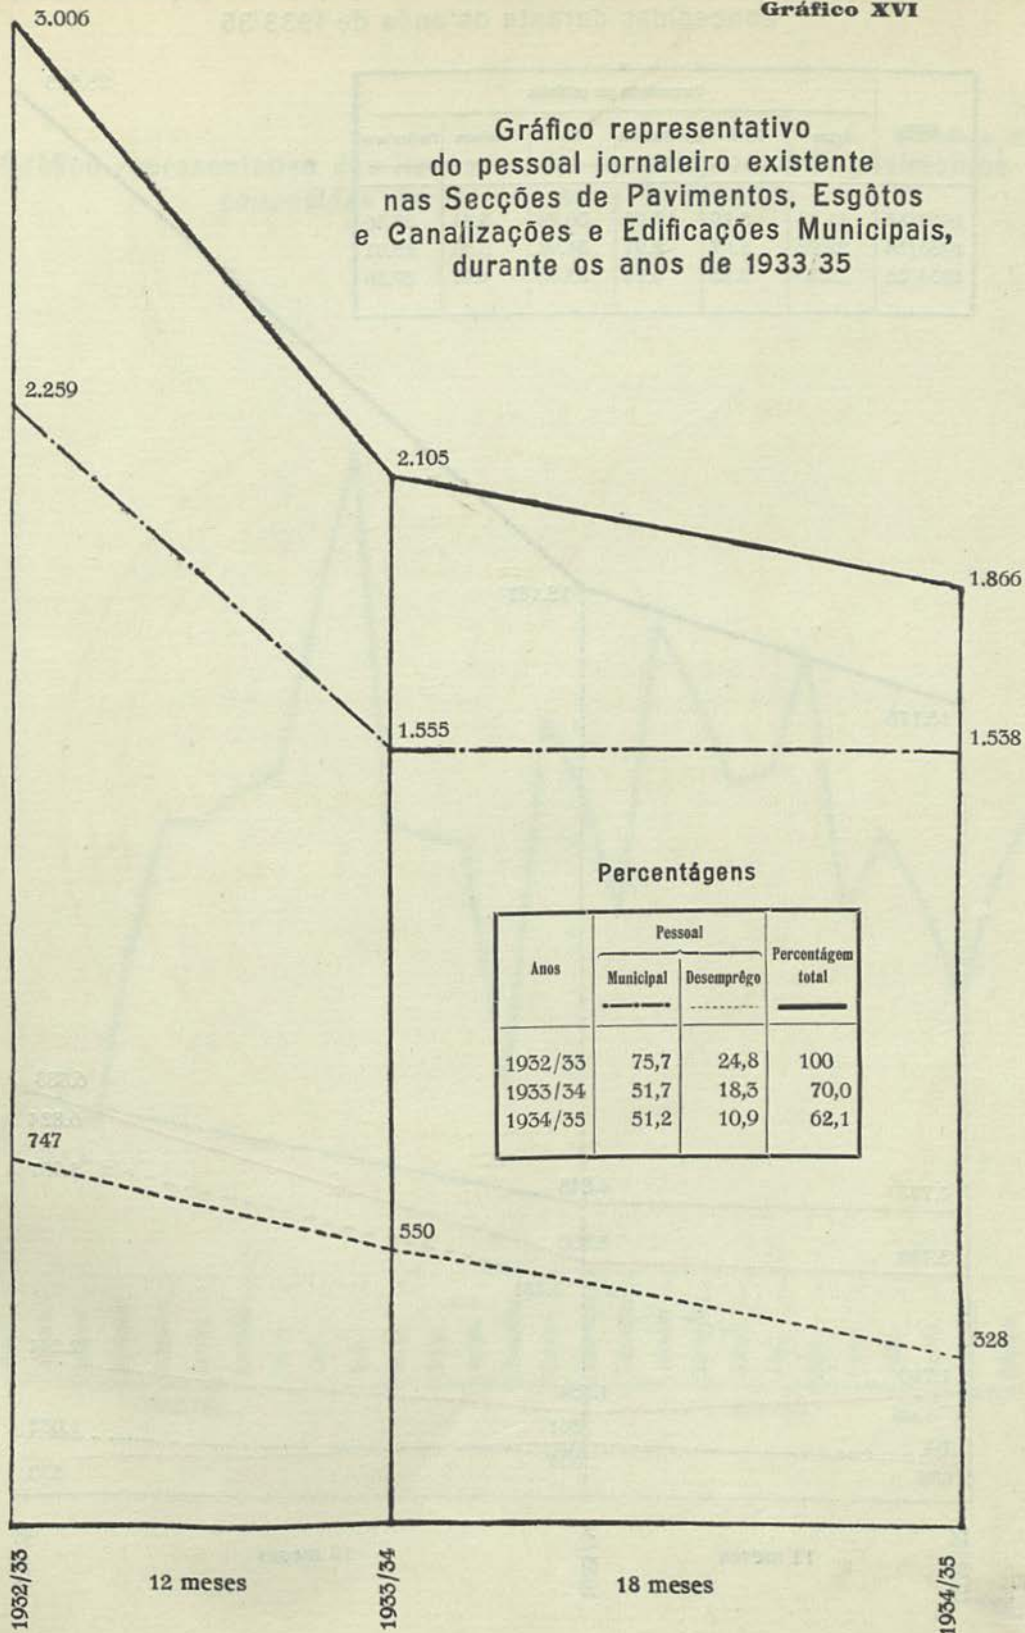 Gráfico XVI
3.006
Gráfico representativo
do pessoal jornaleiro existente
nas Secções de Pavimentos, Esgôtos
e Canalizações e Edificações Municipais,
durante os anos de 1933/35
2.259
2.105
1.866
1.555
1.538
Percentágens
Anos
Pessoal
Municipal
Desemprêgo
Percentágem
total
1932/33 75,7 24,8 100
1933/34 51,7 18,3 70,0
1934/35 51,2 10,9 62,1
747
550
328
1932/33
12 meses
1933/34
18 meses
1934/35